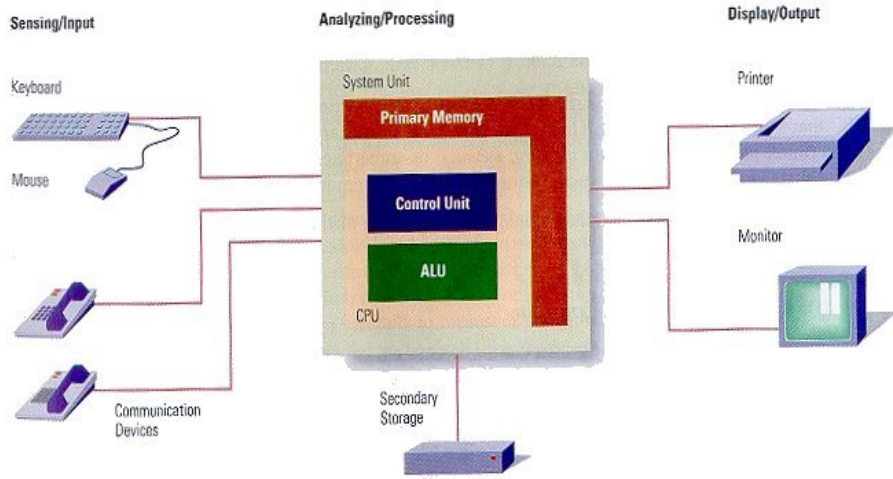 Sensing/Input
Analyzing/Processing
Display/Output
Keyboard
Mouse
Communication
Devices
System Unit
Primary Memory
Control Unit
ALU
CPU
Secondary
Storage
Printer
Monitor